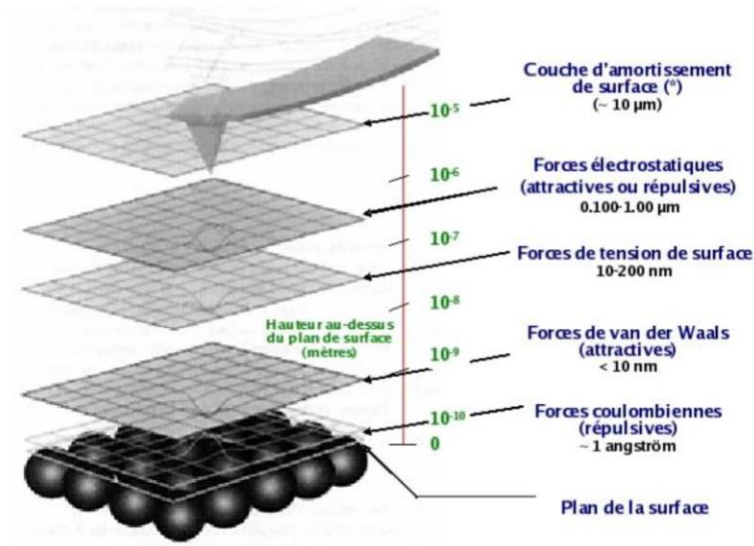 Couche d'amortissement
de surface (*)
(~ 10 µm)
10-5
Forces électrostatiques
(attractives ou répulsives)
0.100-1.00 µm
10-6
10-7
Forces de tension de surface
10-200 nm
10-8
Hauteur au-dessus
du plan de surface
(mètres)
Forces de van der Waals
(attractives)
< 10 nm
10-9
Forces coulombiennes
(répulsives)
~ 1 angström
10-10
0
Plan de la surface